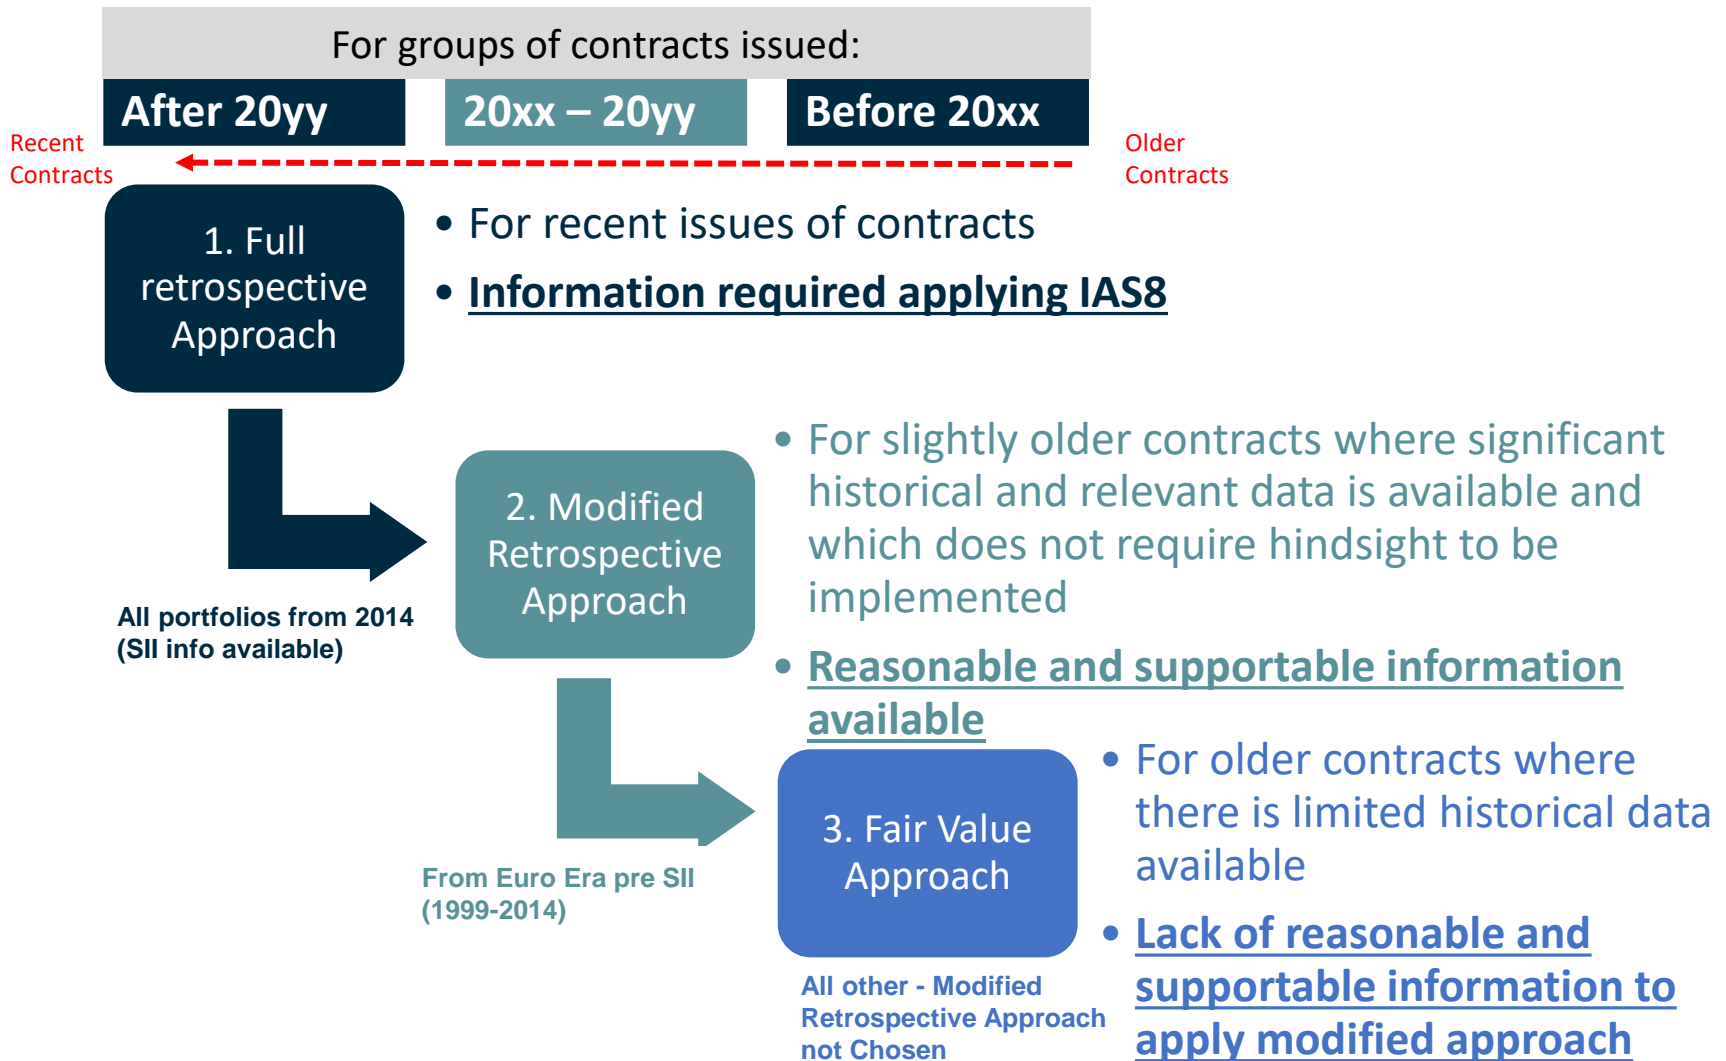 For groups of contracts issued:
After 20yy
20xx – 20yy
Before 20xx
Recent
Contracts
Older
Contracts
1. Full
retrospective
Approach
• For recent issues of contracts
• Information required applying IAS8
All portfolios from 2014
(SII info available)
2. Modified
Retrospective
Approach
• For slightly older contracts where significant
historical and relevant data is available and
which does not require hindsight to be
implemented
• Reasonable and supportable information
available
From Euro Era pre SII
(1999-2014)
3. Fair Value
Approach
• For older contracts where
there is limited historical data
available
• Lack of reasonable and
supportable information to
apply modified approach
All other - Modified
Retrospective Approach
not Chosen